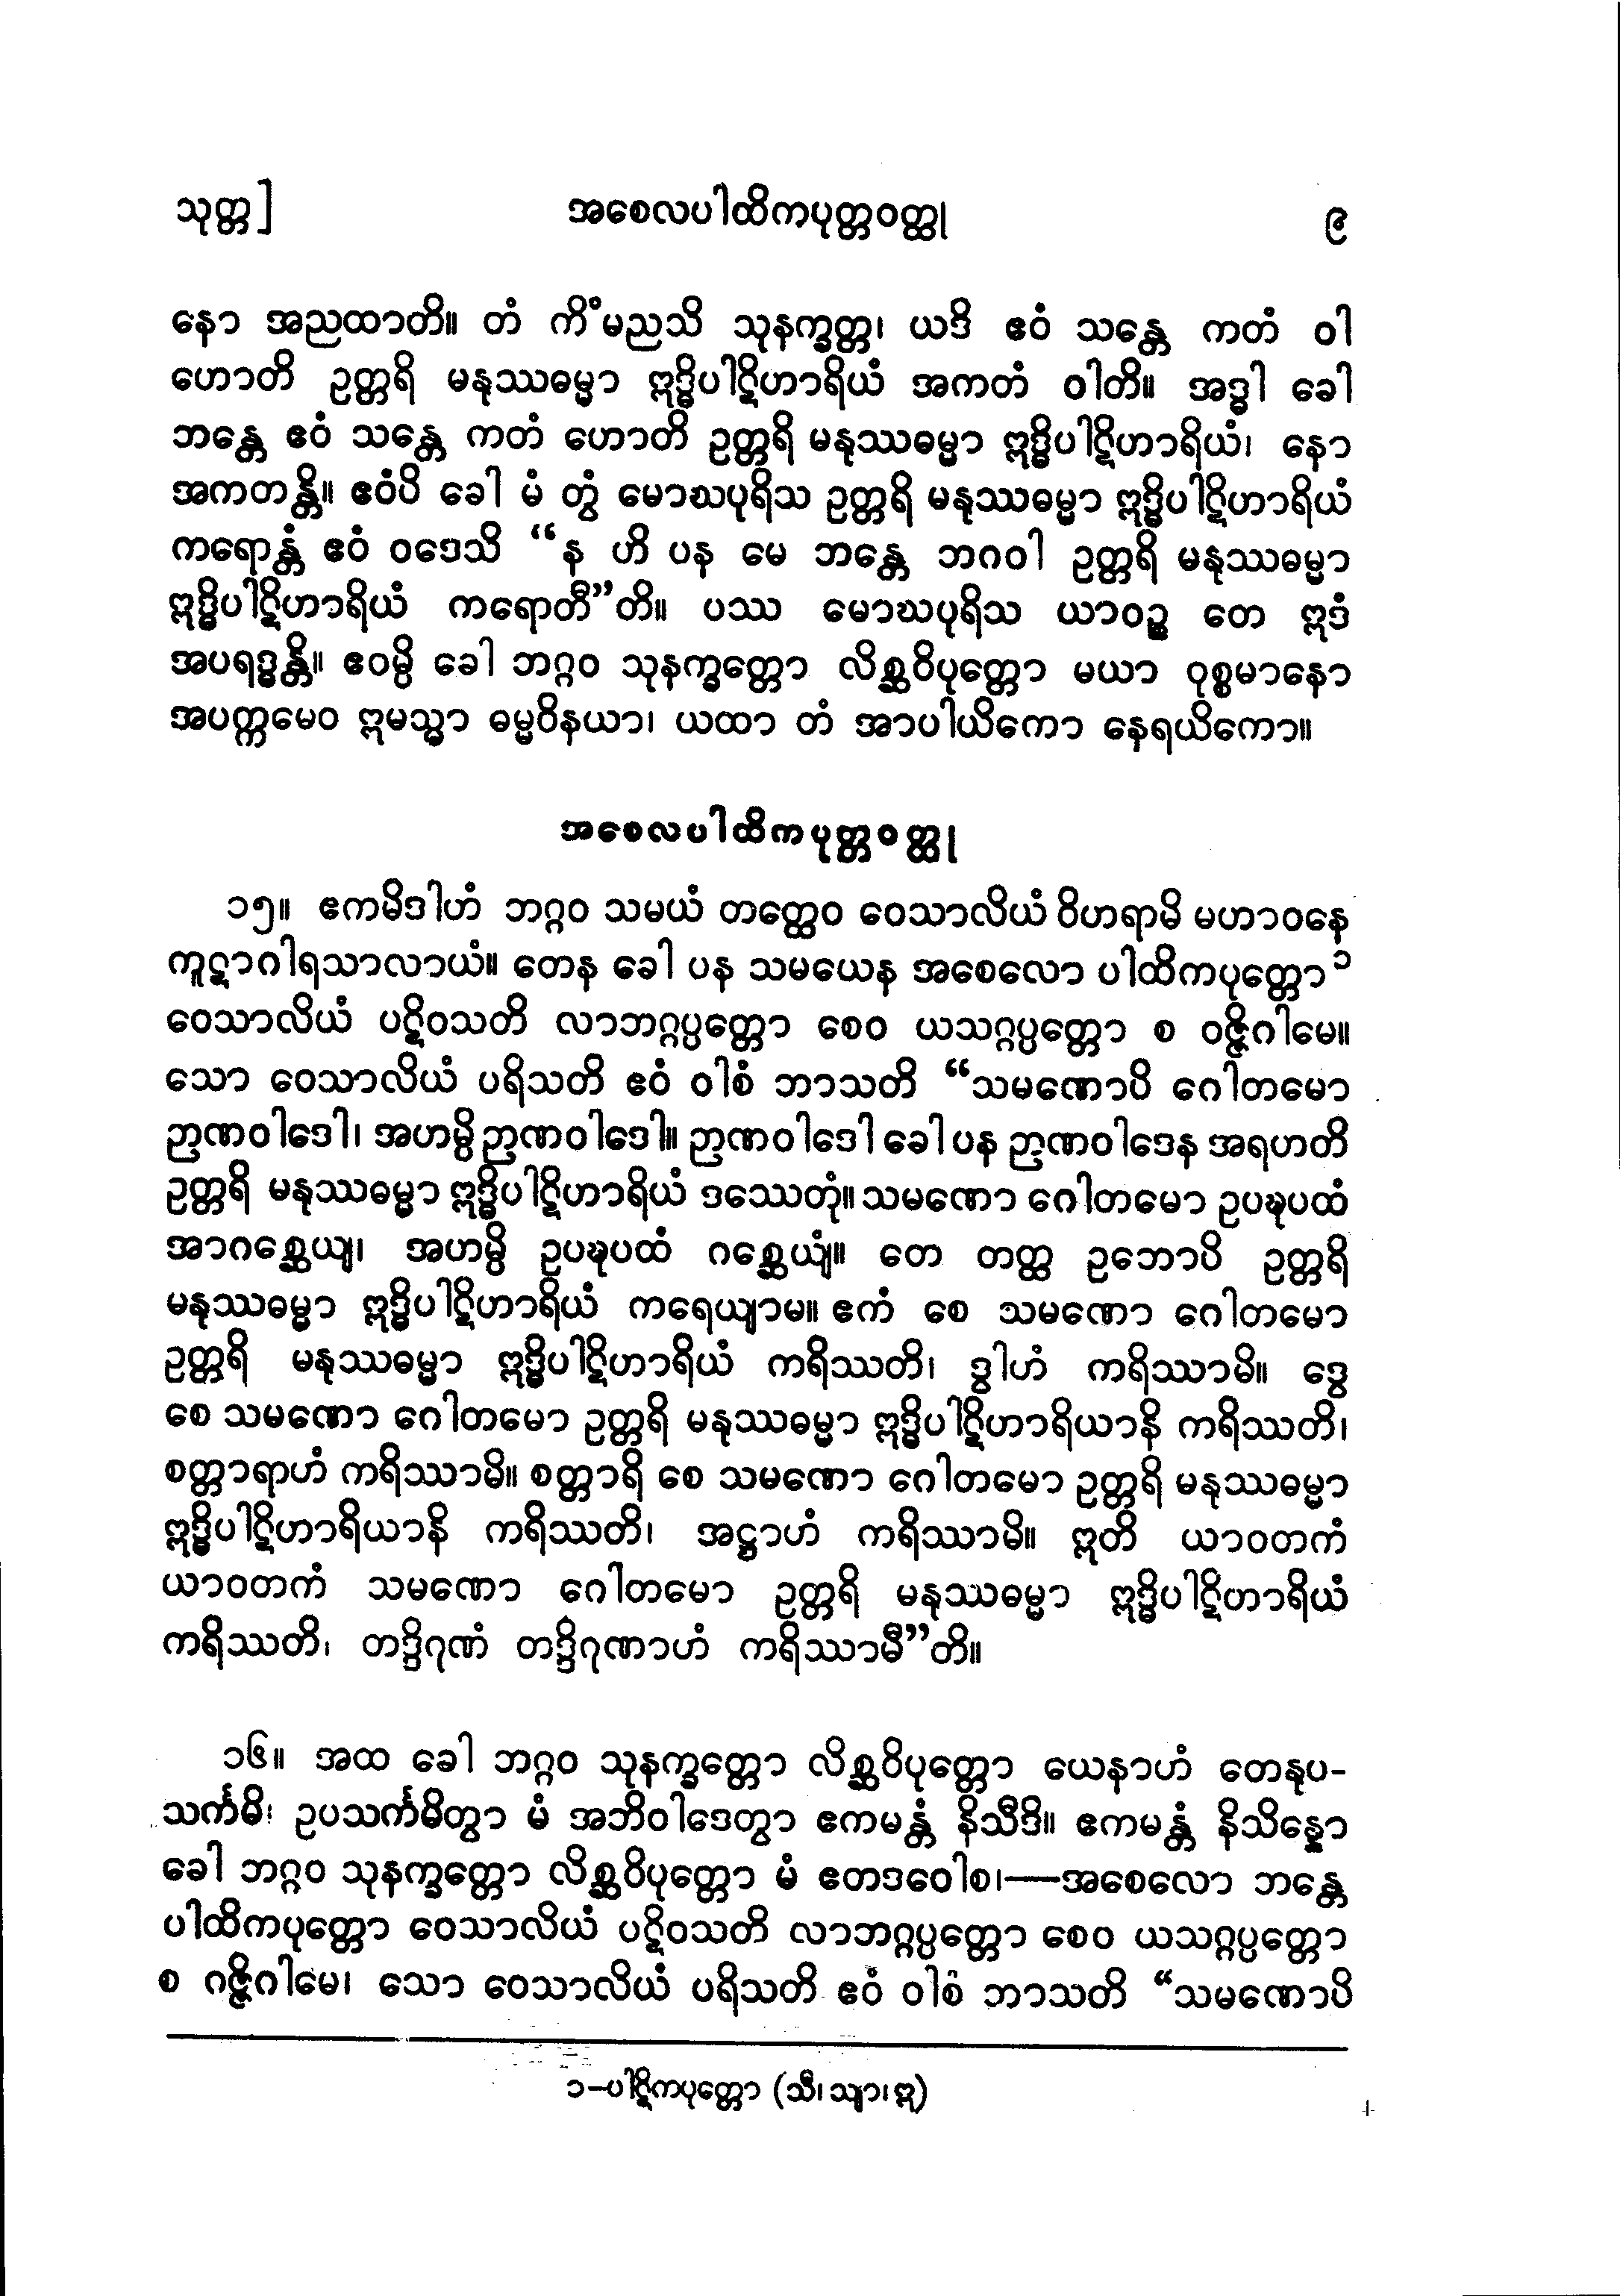 သုတ္တ]
အစေလပါထိကပုတ္တဝတ္ထု
၉
နော အညထာတိ။ တံ ကိံမညသိ သုနက္ခတ္တ၊ ယဒိ ဧဝံ သန္တေ ကတံ ဝါ
ဟောတိ ဥတ္တရိ မနုဿဓမ္မာ ဣဒ္ဓိပါဋိဟာရိယံ အကတံ ဝါတိ။ အဒ္ဓါ ခေါ
ဘန္တေ ဧဝံ သန္တေ ကတံ ဟောတိ ဥတ္တရိ မနုဿဓမ္မာ ဣဒ္ဓိပါဋိဟာရိယံ၊ နော
အကတန္တိ။ ဧဝံပိ ခေါ မံ တွံ မောဃပုရိသ ဥတ္တရိ မနုဿဓမ္မာ ဣဒ္ဓိပါဋိဟာရိယံ
ကရောန္တံ ဧဝံ ဝဒေသိ “န ဟိ ပန မေ ဘန္တေ ဘဂဝါ ဥတ္တရိ မနုဿဓမ္မာ
ဣဒ္ဓိပါဋိဟာရိယံ ကရောတီ”တိ။ ပဿ မောဃပုရိသ ယာဝဉ္စ တေ ဣဒံ
အပရဒ္ဓန္တိ။ ဧဝမ္ပိ ခေါ ဘဂ္ဂဝ သုနက္ခတ္တော လိစ္ဆဝိပုတ္တော မယာ ဝုစ္စမာနော
အပက္ကမေဝ ဣမသ္မာ ဓမ္မဝိနယာ၊ ယထာ တံ အာပါယိကော နေရယိကော။
အစေလပါထိကပုတ္တဝတ္ထု
၁၅။ ဧကမိဒါဟံ ဘဂ္ဂဝ သမယံ တတ္ထေဝ ဝေသာလိယံ ဝိဟရာမိ မဟာဝနေ
ကူဋာဂါရသာလာယံ။ တေန ခေါ ပန သမယေန အစေလော ပါထိကပုတ္တော ၁
ဝေသာလိယံ ပဋိဝသတိ လာဘဂ္ဂပ္ပတ္တော စေဝ ယသဂ္ဂပ္ပတ္တော စ ဝဇ္ဇိဂါမေ။
သော ဝေသာလိယံ ပရိသတိ ဧဝံ ဝါစံ ဘာသတိ “သမဏောပိ ဂေါတမော
ဉာဏဝါဒေါ၊ အဟမ္ပိ ဉာဏဝါဒေါ။ ဉာဏဝါဒေါ ခေါ ပန ဉာဏဝါဒေန အရဟတိ
ဥတ္တရိ မနုဿဓမ္မာ ဣဒ္ဓိပါဋိဟာရိယံ ဒဿေတုံ။ သမဏော ဂေါတမော ဥပဍ္ဎပထံ
အာဂစ္ဆေယျ၊ အဟမ္ပိ ဥပဍ္ဎပထံ ဂစ္ဆေယျံ။ တေ တတ္ထ ဥဘောပိ ဥတ္တရိ
မနုဿဓမ္မာ ဣဒ္ဓိပါဋိဟာရိယံ ကရေယျာမ။ ဧကံ စေ သမဏော ဂေါတမော
ဥတ္တရိ မနုဿဓမ္မာ ဣဒ္ဓိပါဋိဟာရိယံ ကရိဿတိ၊ ဒွါဟံ ကရိဿာမိ။ ဒွေ
စေ သမဏော ဂေါတမော ဥတ္တရိ မနုဿဓမ္မာ ဣဒ္ဓိပါဋိဟာရိယာနိ ကရိဿတိ၊
စတ္တာရာဟံ ကရိဿာမိ။ စတ္တာရိ စေ သမဏော ဂေါတမော ဥတ္တရိ မနုဿဓမ္မာ
ဣဒ္ဓိပါဋိဟာရိယာနိ ကရိဿတိ၊ အဋ္ဌာဟံ ကရိဿာမိ။ ဣတိ ယာဝတကံ
ယာဝတကံ သမဏော ဂေါတမော ဥတ္တရိ မနုဿဓမ္မာ ဣဒ္ဓိပါဋိဟာရိယံ
ကရိဿတိ၊ တဒ္ဒိဂုဏံ တဒ္ဒိဂုဏာဟံ ကရိဿာမီ”တိ။
၁၆။ အထ ခေါ ဘဂ္ဂဝ သုနက္ခတ္တော လိစ္ဆဝိပုတ္တော ယေနာဟံ တေနုပ-
သင်္ကမိ၊ ဥပသင်္ကမိတွာ မံ အဘိဝါဒေတွာ ဧကမန္တံ နိသီဒိ။ ဧကမန္တံ နိသိန္နော
ခေါ ဘဂ္ဂဝ သုနက္ခတ္တော လိစ္ဆဝိပုတ္တော မံ ဧတဒဝေါစ၊—အစေလော ဘန္တေ
ပါထိကပုတ္တော ဝေသာလိယံ ပဋိဝသတိ လာဘဂ္ဂပ္ပတ္တော စေဝ ယသဂ္ဂပ္ပတ္တော
စ ဂဇ္ဇိဂါမေ၊ သော ဝေသာလိယံ ပရိသတိ ဧဝံ ဝါစံ ဘာသတိ “သမဏောပိ
၁-ပါဋိကပုတ္တော (သီ၊ သျာ၊ ဣ)